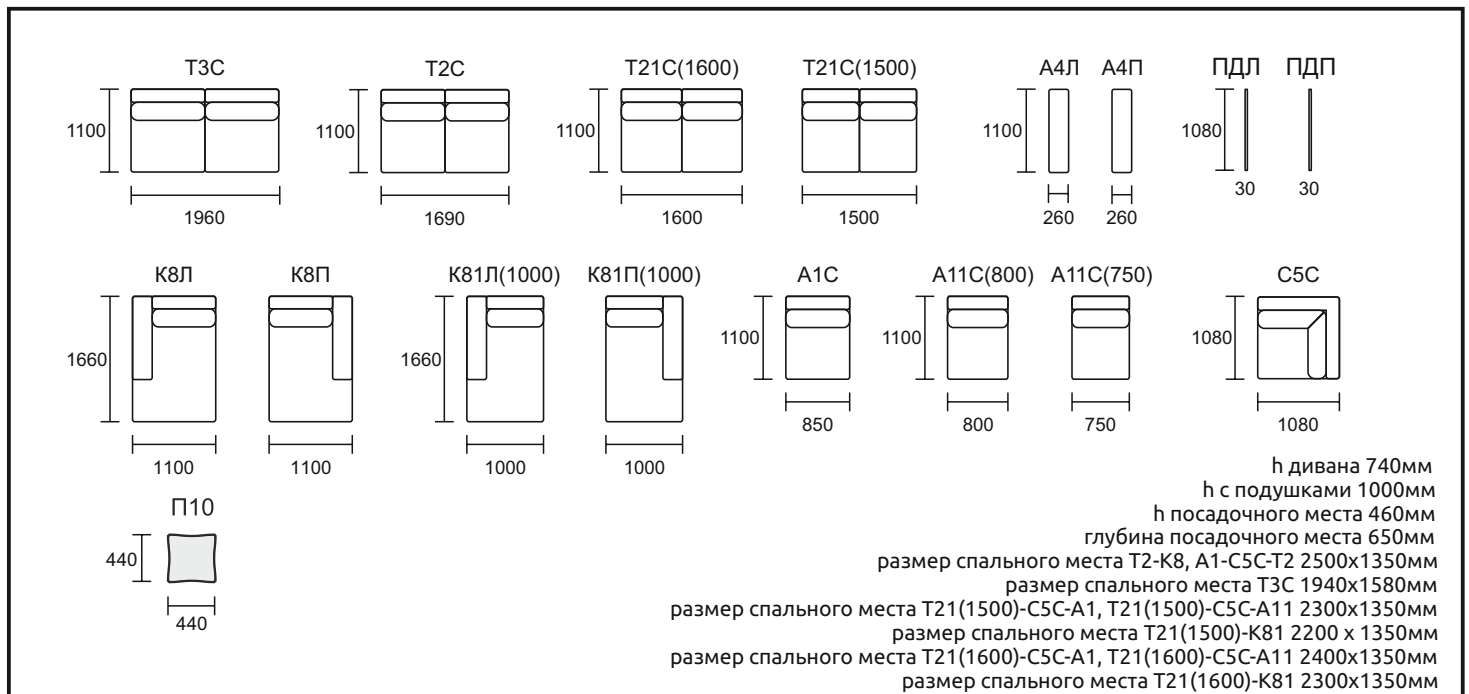 Т3С
Т2С
Т21С(1600)
Т21С(1500)
А4Л
А4П
ПДЛ
ПДП
1100
1100
1100
1100
1080
1960
1690
1600
1500
260
260
30
30
К8Л
К8П
К81Л(1000)
К81П(1000)
А1С
А11С(800)
А11С(750)
С5С
1660
1660
1100
1100
1080
850
800
750
1080
1100
1100
1000
1000
h дивана 740мм
h с подушками 1000мм
h посадочного места 460мм
глубина посадочного места 650мм
размер спального места Т2-К8, А1-С5С-Т2 2500х1350мм
размер спального места Т3С 1940х1580мм
размер спального места Т21(1500)-С5С-А1, Т21(1500)-С5С-А11 2300х1350мм
размер спального места Т21(1500)-К81 2200 х 1350мм
размер спального места Т21(1600)-С5С-А1, Т21(1600)-С5С-А11 2400х1350мм
размер спального места Т21(1600)-К81 2300х1350мм
П10
440
440